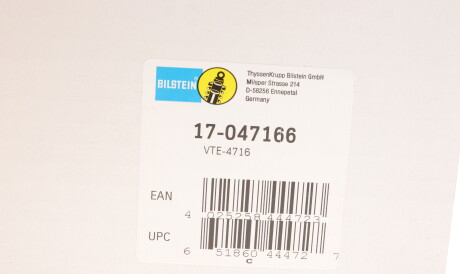 BILSTEIN
ThyssenKrupp Bilstein GmbH
Milsper Strasse 214
D-58256 Ennepetal
Germany
17-047166
VTE-4716
EAN
4 025258 444723
UPC
6 51860 44472 7
C